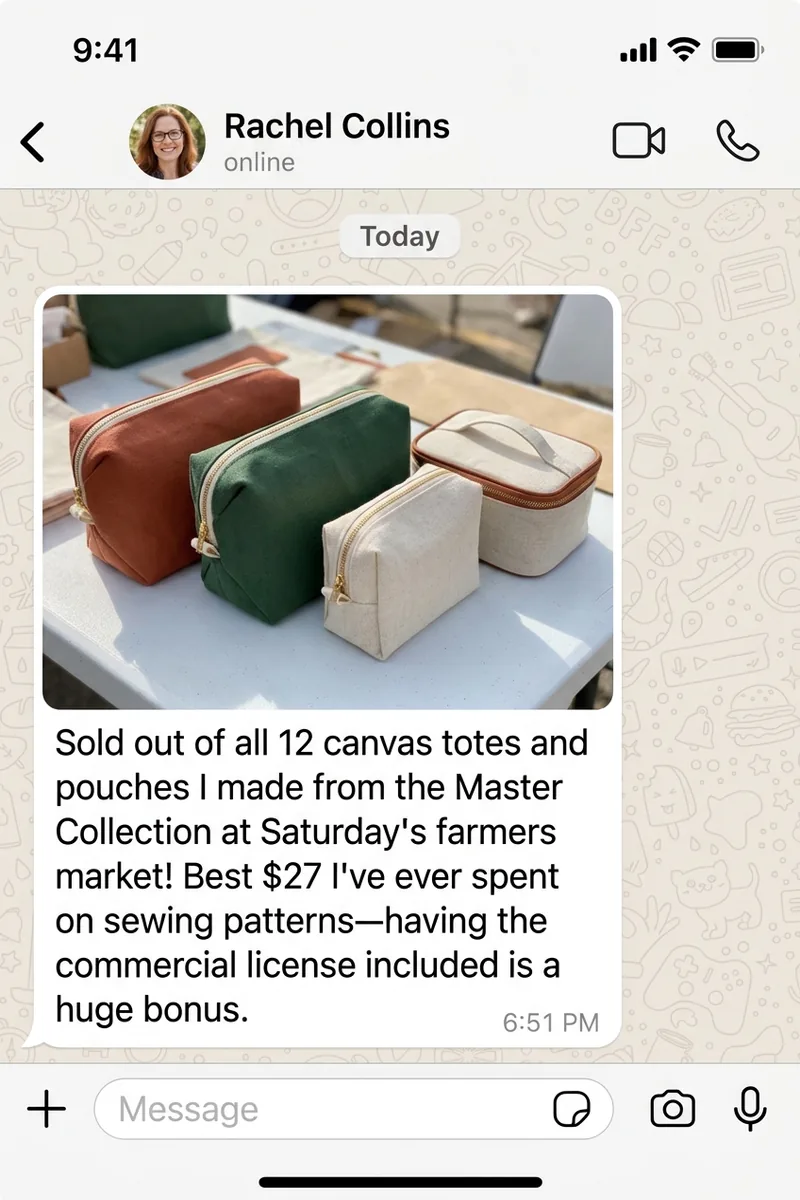 9:41
Rachel Collins
online
BFF
Today
Sold out of all 12 canvas totes and
pouches I made from the Master
Collection at Saturday's farmers
market! Best $27 I've ever spent
on sewing patterns—having the
commercial license included is a
huge bonus.
6:51 PM
Message